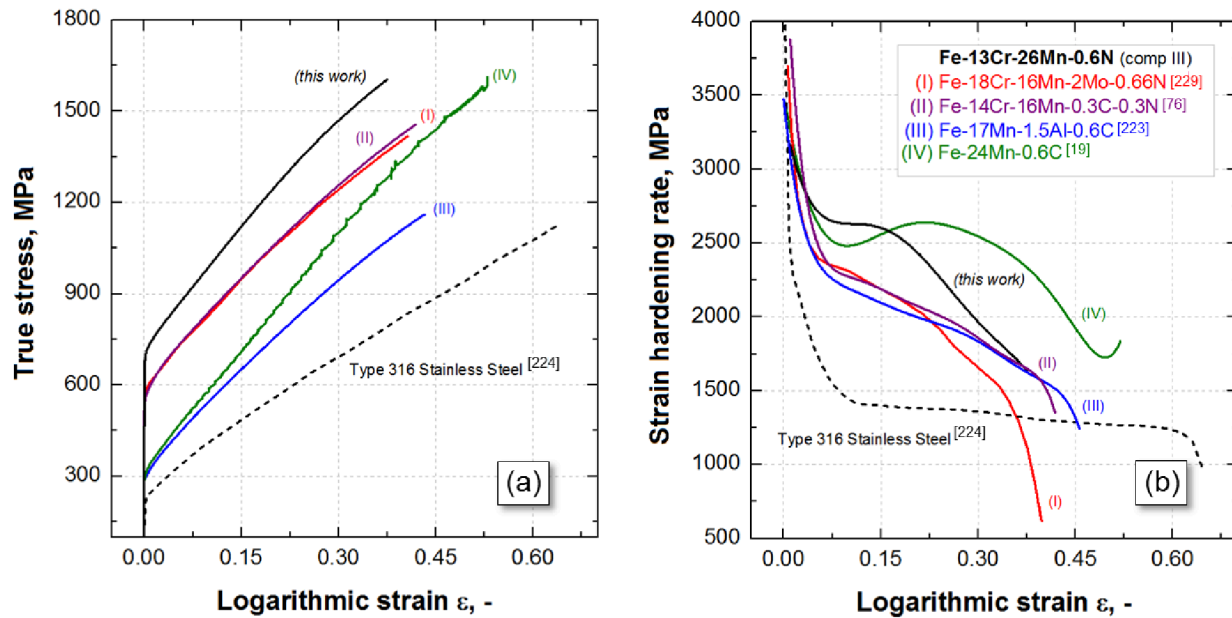 1800
1500
1200
900
600
300
True stress, MPa
0.00
0.15
0.30
0.45
0.60
Logarithmic strain ε, -
(this work)
(IV)
(I)
(II)
(III)
Type 316 Stainless Steel [224]
(a)
4000
3500
3000
2500
2000
1500
1000
500
Strain hardening rate, MPa
0.00
0.15
0.30
0.45
0.60
Logarithmic strain ε, -
Fe-13Cr-26Mn-0.6N (comp III)
(I) Fe-18Cr-16Mn-2Mo-0.66N [229]
(II) Fe-14Cr-16Mn-0.3C-0.3N [76]
(III) Fe-17Mn-1.5Al-0.6C [223]
(IV) Fe-24Mn-0.6C [19]
(this work)
(IV)
(II)
(III)
Type 316 Stainless Steel [224]
(I)
(b)